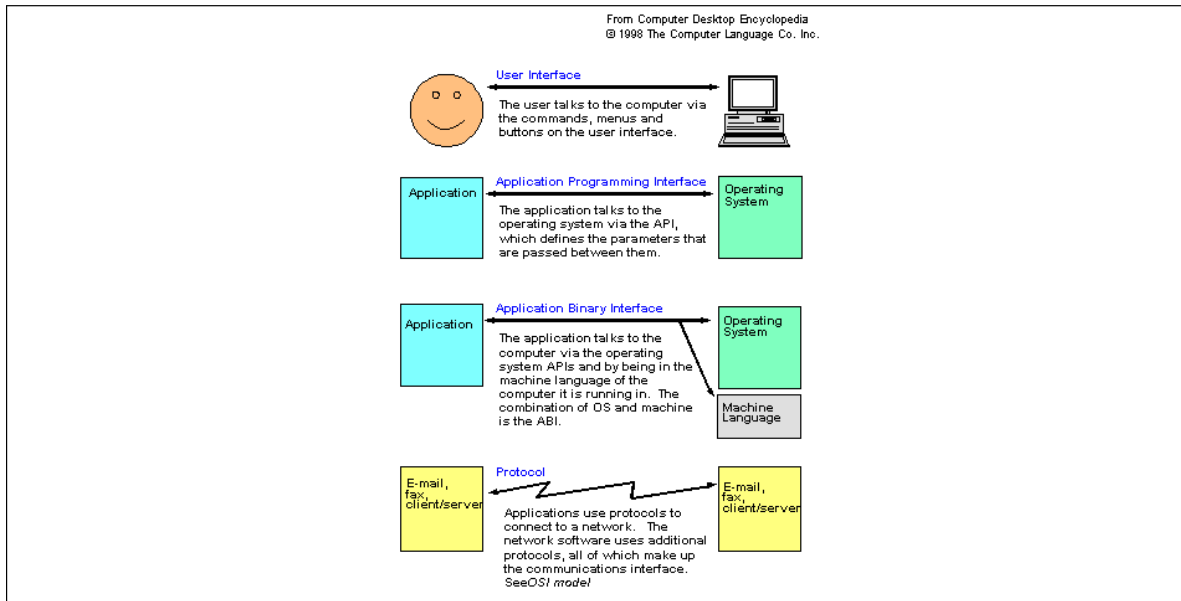 From Computer Desktop Encyclopedia
© 1998 The Computer Language Co. Inc.
User Interface
The user talks to the computer via
the commands, menus and
buttons on the user interface.
Application
Application Programming Interface
Operating
System
The application talks to the
operating system via the API,
which defines the parameters that
are passed between them.
Application
Application Binary Interface
Operating
System
The application talks to the
computer via the operating
system APIs and by being in the
machine language of the
computer it is running in. The
combination of OS and machine
is the ABI.
Machine
Language
E-mail,
fax,
client/server
Protocol
E-mail,
fax,
client/server
Applications use protocols to
connect to a network. The
network software uses additional
protocols, all of which make up
the communications interface.
SeeOSI model